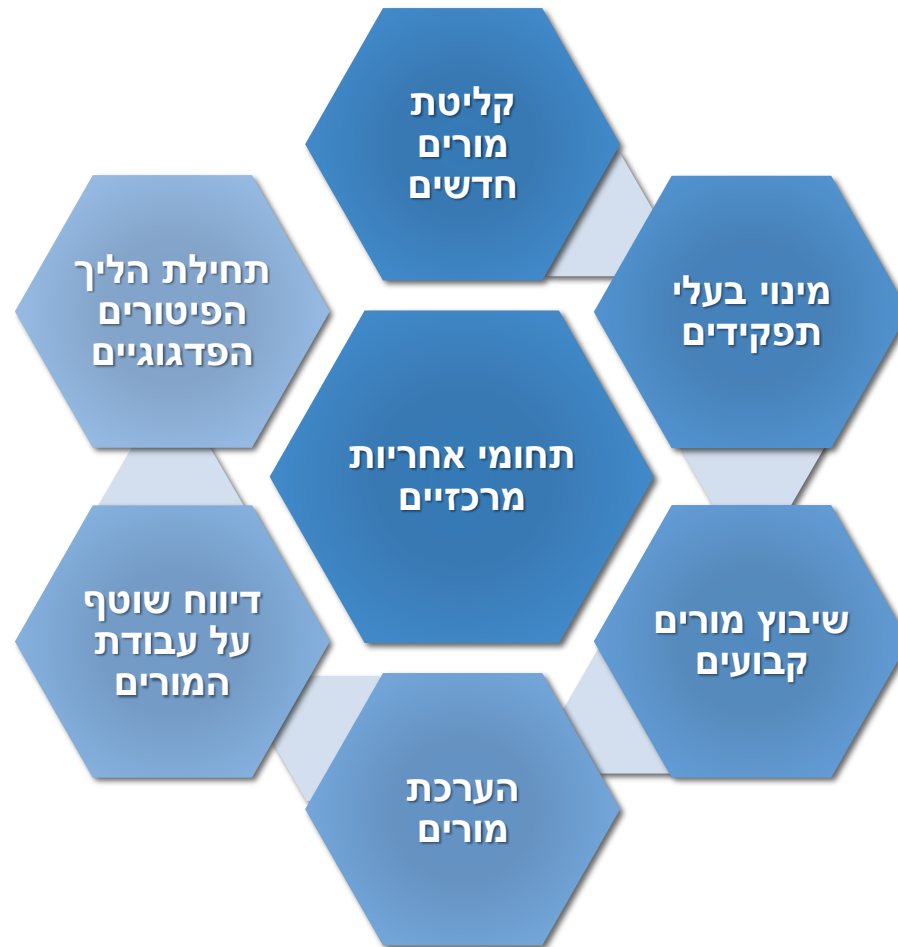 קליטת
מורים
חדשים
מינוי בעלי
תפקידים
שיבוץ מורים
קבועים
הערכת
מורים
דיווח שוטף
על עבודת
המורים
תחילת הליך
הפיטורים
הפדגוגיים
תחומי אחריות
מרכזיים